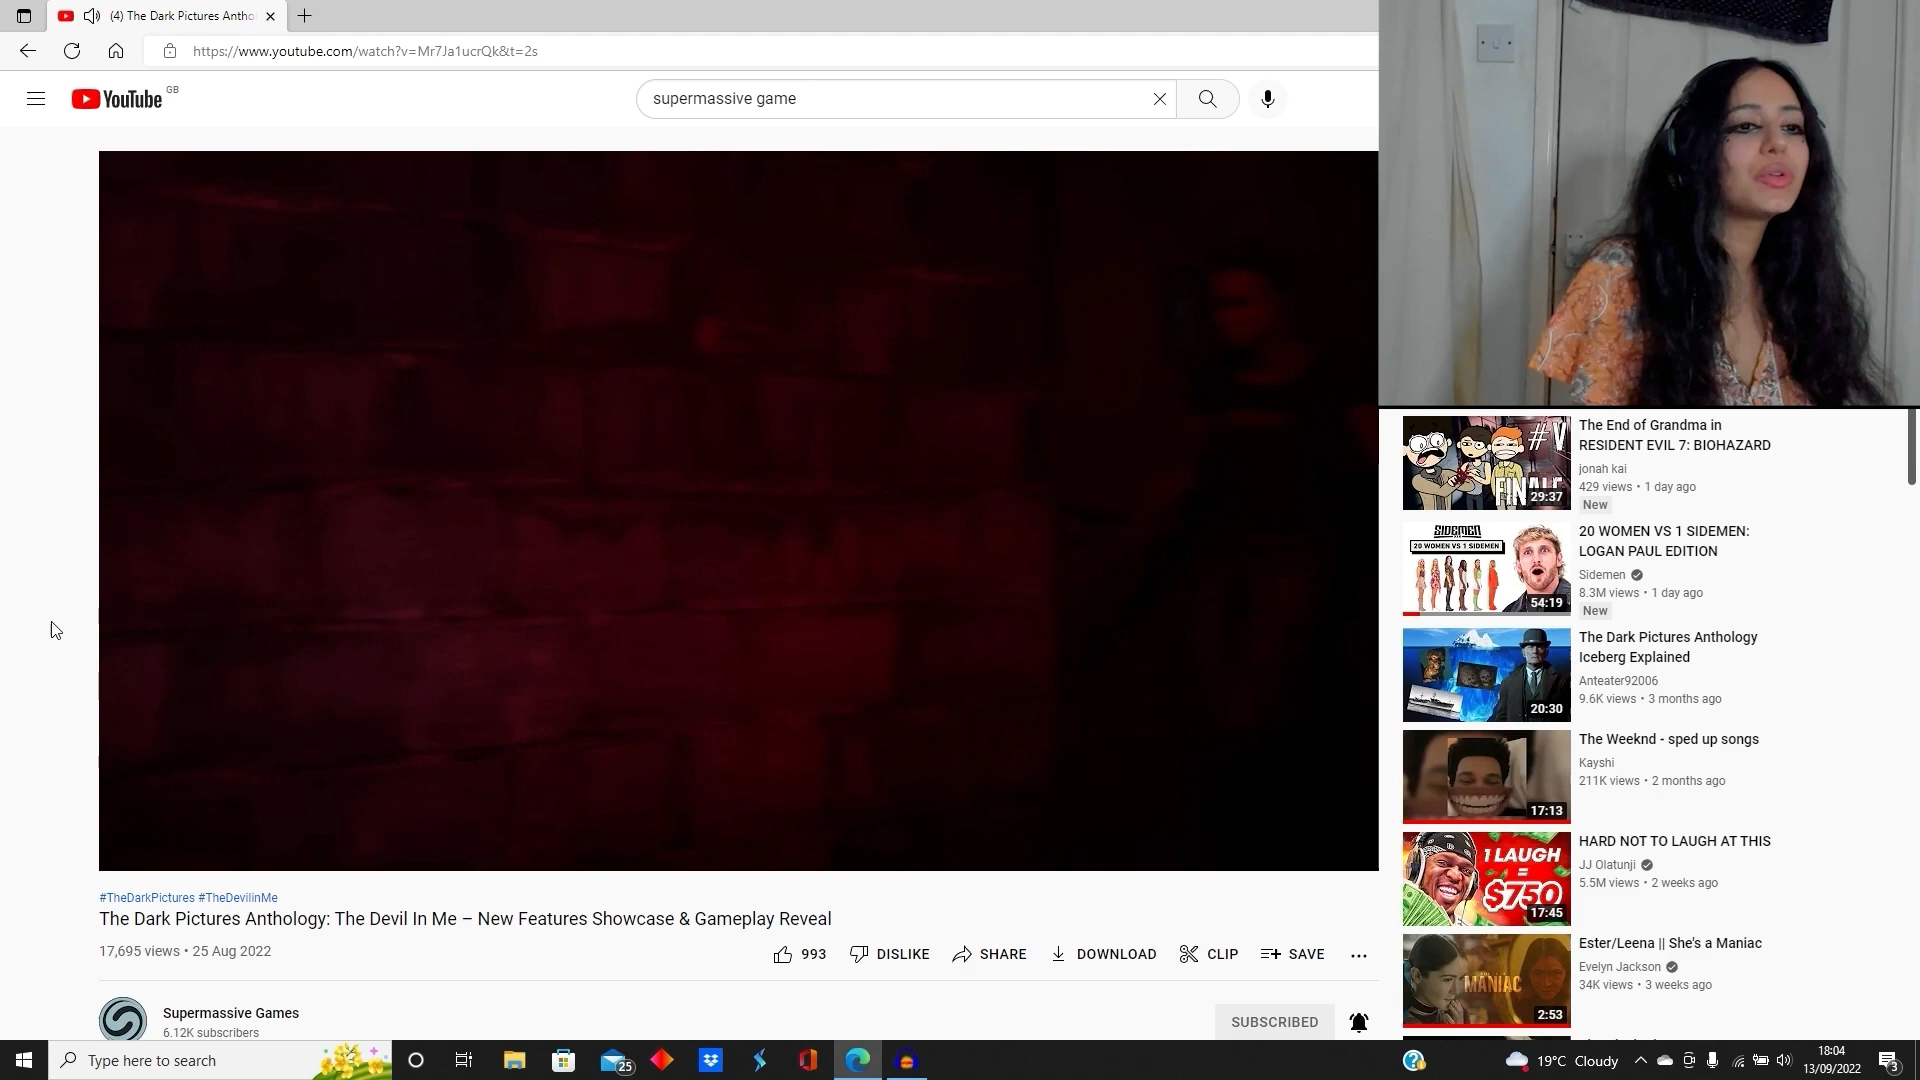 (4) The Dark Pictures Antho
https://www.youtube.com/watch?v=Mr7Ja1ucrQk&t=2s
YouTube GB
supermassive game
#TheDarkPictures #TheDevilinMe
The Dark Pictures Anthology: The Devil In Me – New Features Showcase & Gameplay Reveal
17,695 views • 25 Aug 2022
993
DISLIKE
SHARE
DOWNLOAD
CLIP
SAVE
Supermassive Games
6.12K subscribers
SUBSCRIBED
#V
FINALE
29:37
The End of Grandma in
RESIDENT EVIL 7: BIOHAZARD
jonah kai
429 views • 1 day ago
New
SIDEMEN
20 WOMEN VS 1 SIDEMEN
54:19
20 WOMEN VS 1 SIDEMEN:
LOGAN PAUL EDITION
Sidemen
8.3M views • 1 day ago
New
20:30
The Dark Pictures Anthology
Iceberg Explained
Anteater92006
9.6K views • 3 months ago
17:13
The Weeknd - sped up songs
Kayshi
211K views • 2 months ago
1 LAUGH
=
$750
17:45
HARD NOT TO LAUGH AT THIS
JJ Olatunji
5.5M views • 2 weeks ago
MANIAC
2:53
Ester/Leena || She's a Maniac
Evelyn Jackson
34K views • 3 weeks ago
Type here to search
25
19°C Cloudy
18:04
13/09/2022
3